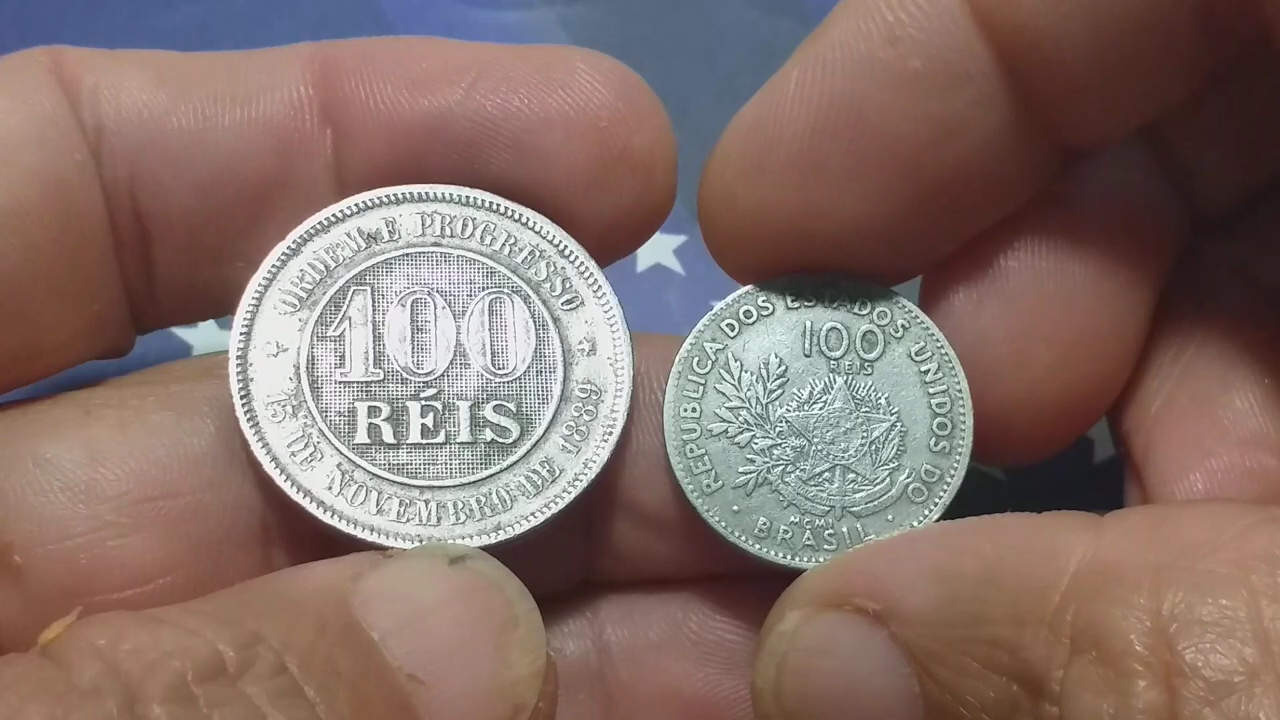 ORDEM E PROGRESSO
100
RÉIS
15 DE NOVEMBRO DE 1889
REPUBLICA DOS ESTADOS UNIDOS DO
100
REIS
MCMI
BRASIL